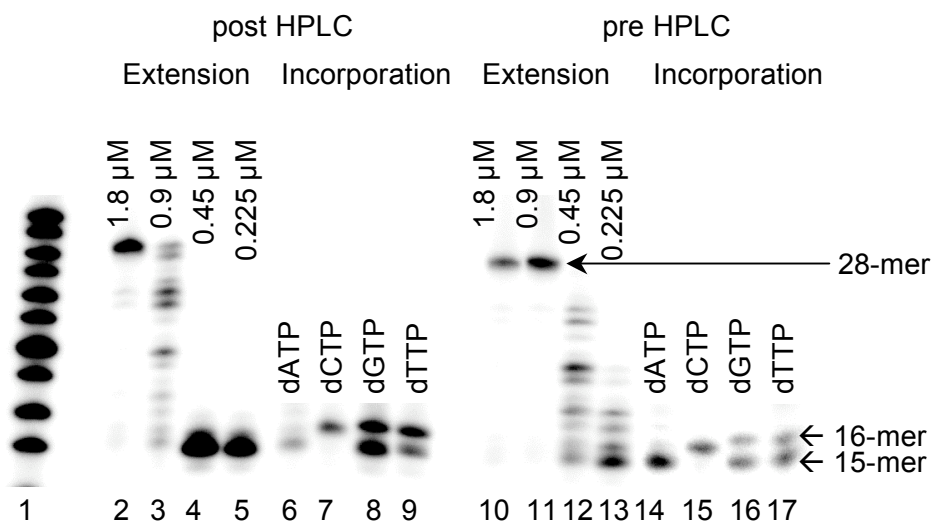 post HPLC pre HPLC
Extension Incorporation Extension Incorporation
1.8 µM 0.9 µM 0.45 µM 0.225 µM 1.8 µM 0.9 µM 0.45 µM 0.225 µM
28-mer
dATP dCTP dGTP dTTP dATP dCTP dGTP dTTP
16-mer
15-mer
1 2 3 4 5 6 7 8 9 10 11 12 13 14 15 16 17